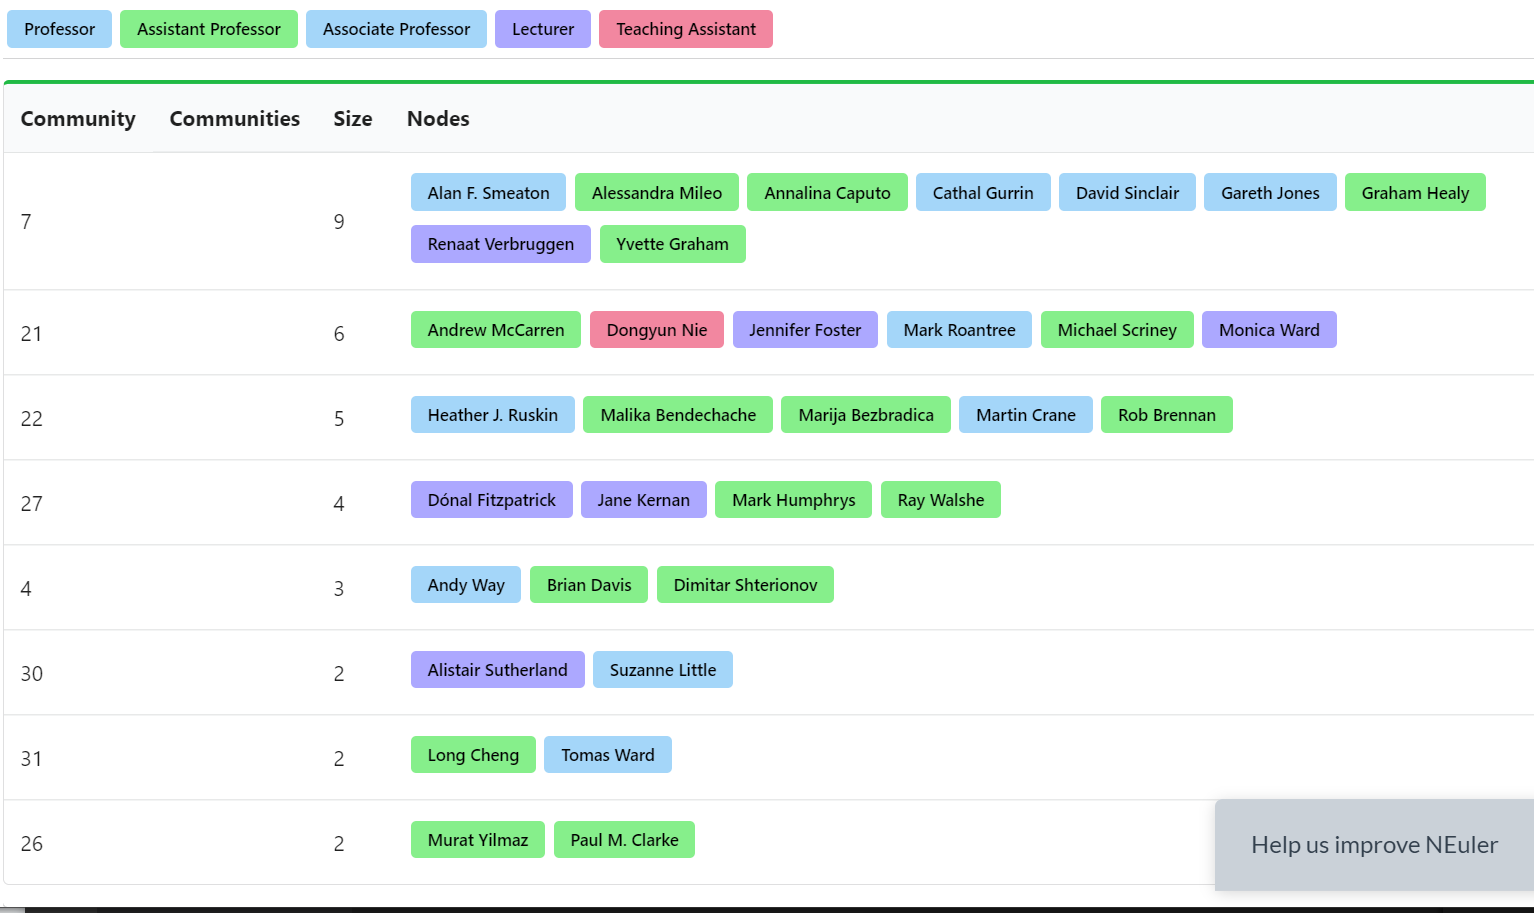 Professor Assistant Professor Associate Professor Lecturer Teaching Assistant
Community Communities Size Nodes
7 9 Alan F. Smeaton Alessandra Mileo Annalina Caputo Cathal Gurrin David Sinclair Gareth Jones Graham Healy
Renaat Verbruggen Yvette Graham
21 6 Andrew McCarren Dongyun Nie Jennifer Foster Mark Roantree Michael Scriney Monica Ward
22 5 Heather J. Ruskin Malika Bendechache Marija Bezbradica Martin Crane Rob Brennan
27 4 Dónal Fitzpatrick Jane Kernan Mark Humphrys Ray Walshe
4 3 Andy Way Brian Davis Dimitar Shterionov
30 2 Alistair Sutherland Suzanne Little
31 2 Long Cheng Tomas Ward
26 2 Murat Yilmaz Paul M. Clarke
Help us improve NEuler